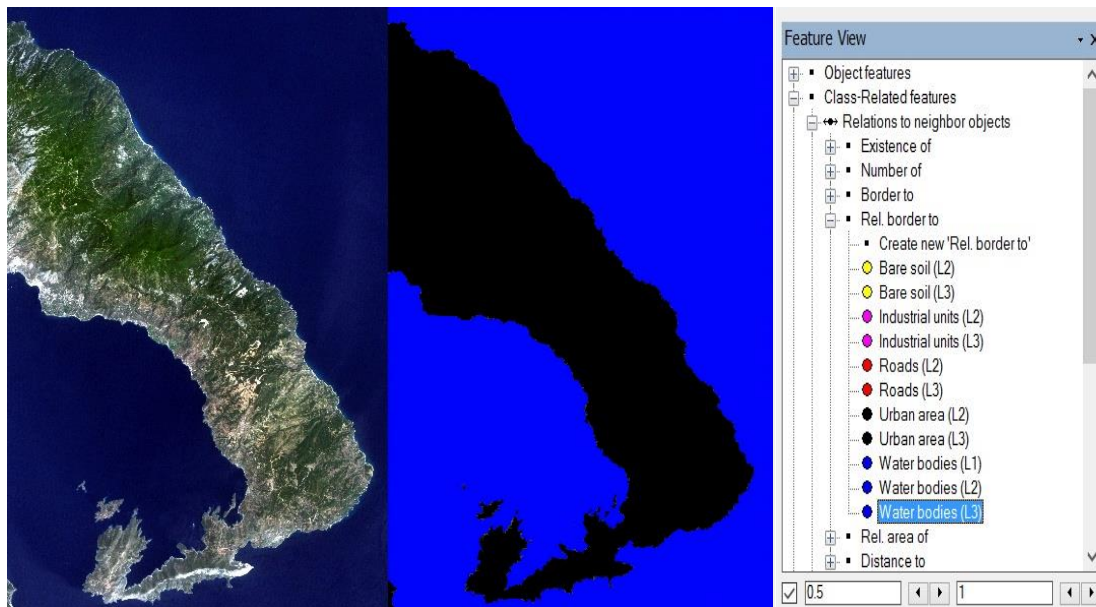 Feature View
Object features
Class-Related features
Relations to neighbor objects
Existence of
Number of
Border to
Rel. border to
Create new 'Rel. border to'
Bare soil (L2)
Bare soil (L3)
Industrial units (L2)
Industrial units (L3)
Roads (L2)
Roads (L3)
Urban area (L2)
Urban area (L3)
Water bodies (L1)
Water bodies (L2)
Water bodies (L3)
Rel. area of
Distance to
0.5 1